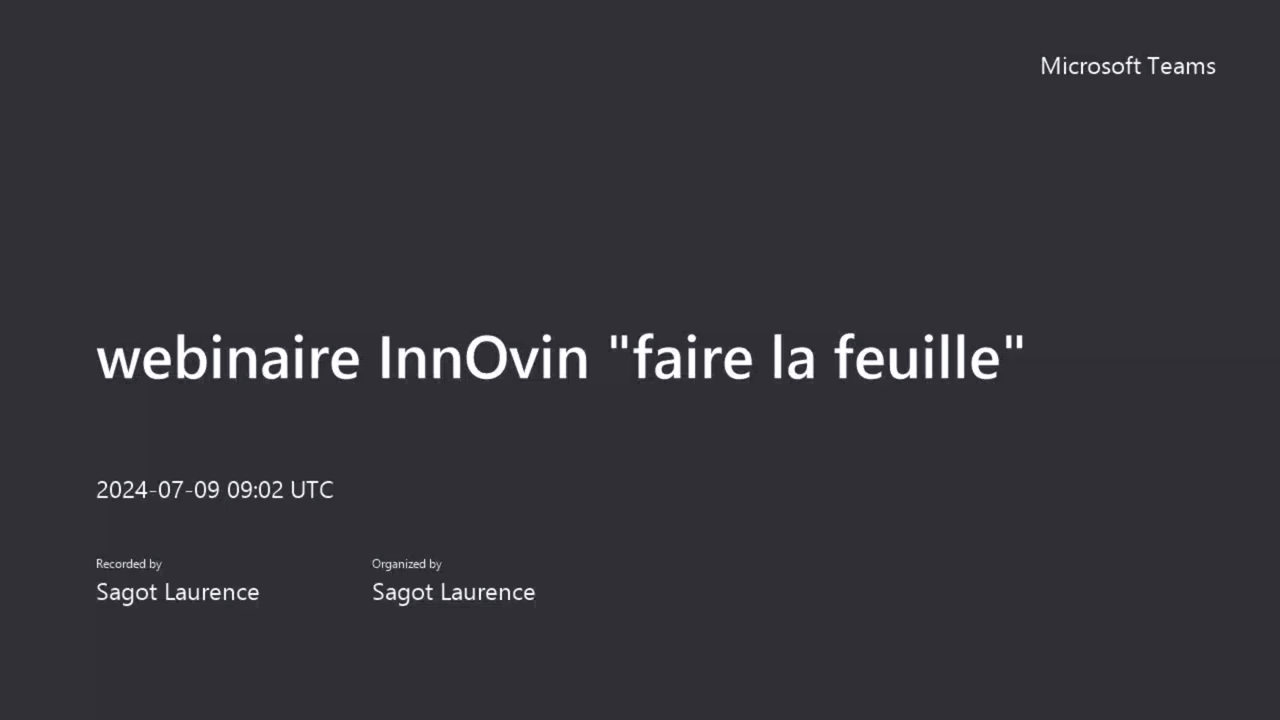 Microsoft Teams
webinaire InnOvin "faire la feuille"
2024-07-09 09:02 UTC
Recorded by
Sagot Laurence
Organized by
Sagot Laurence